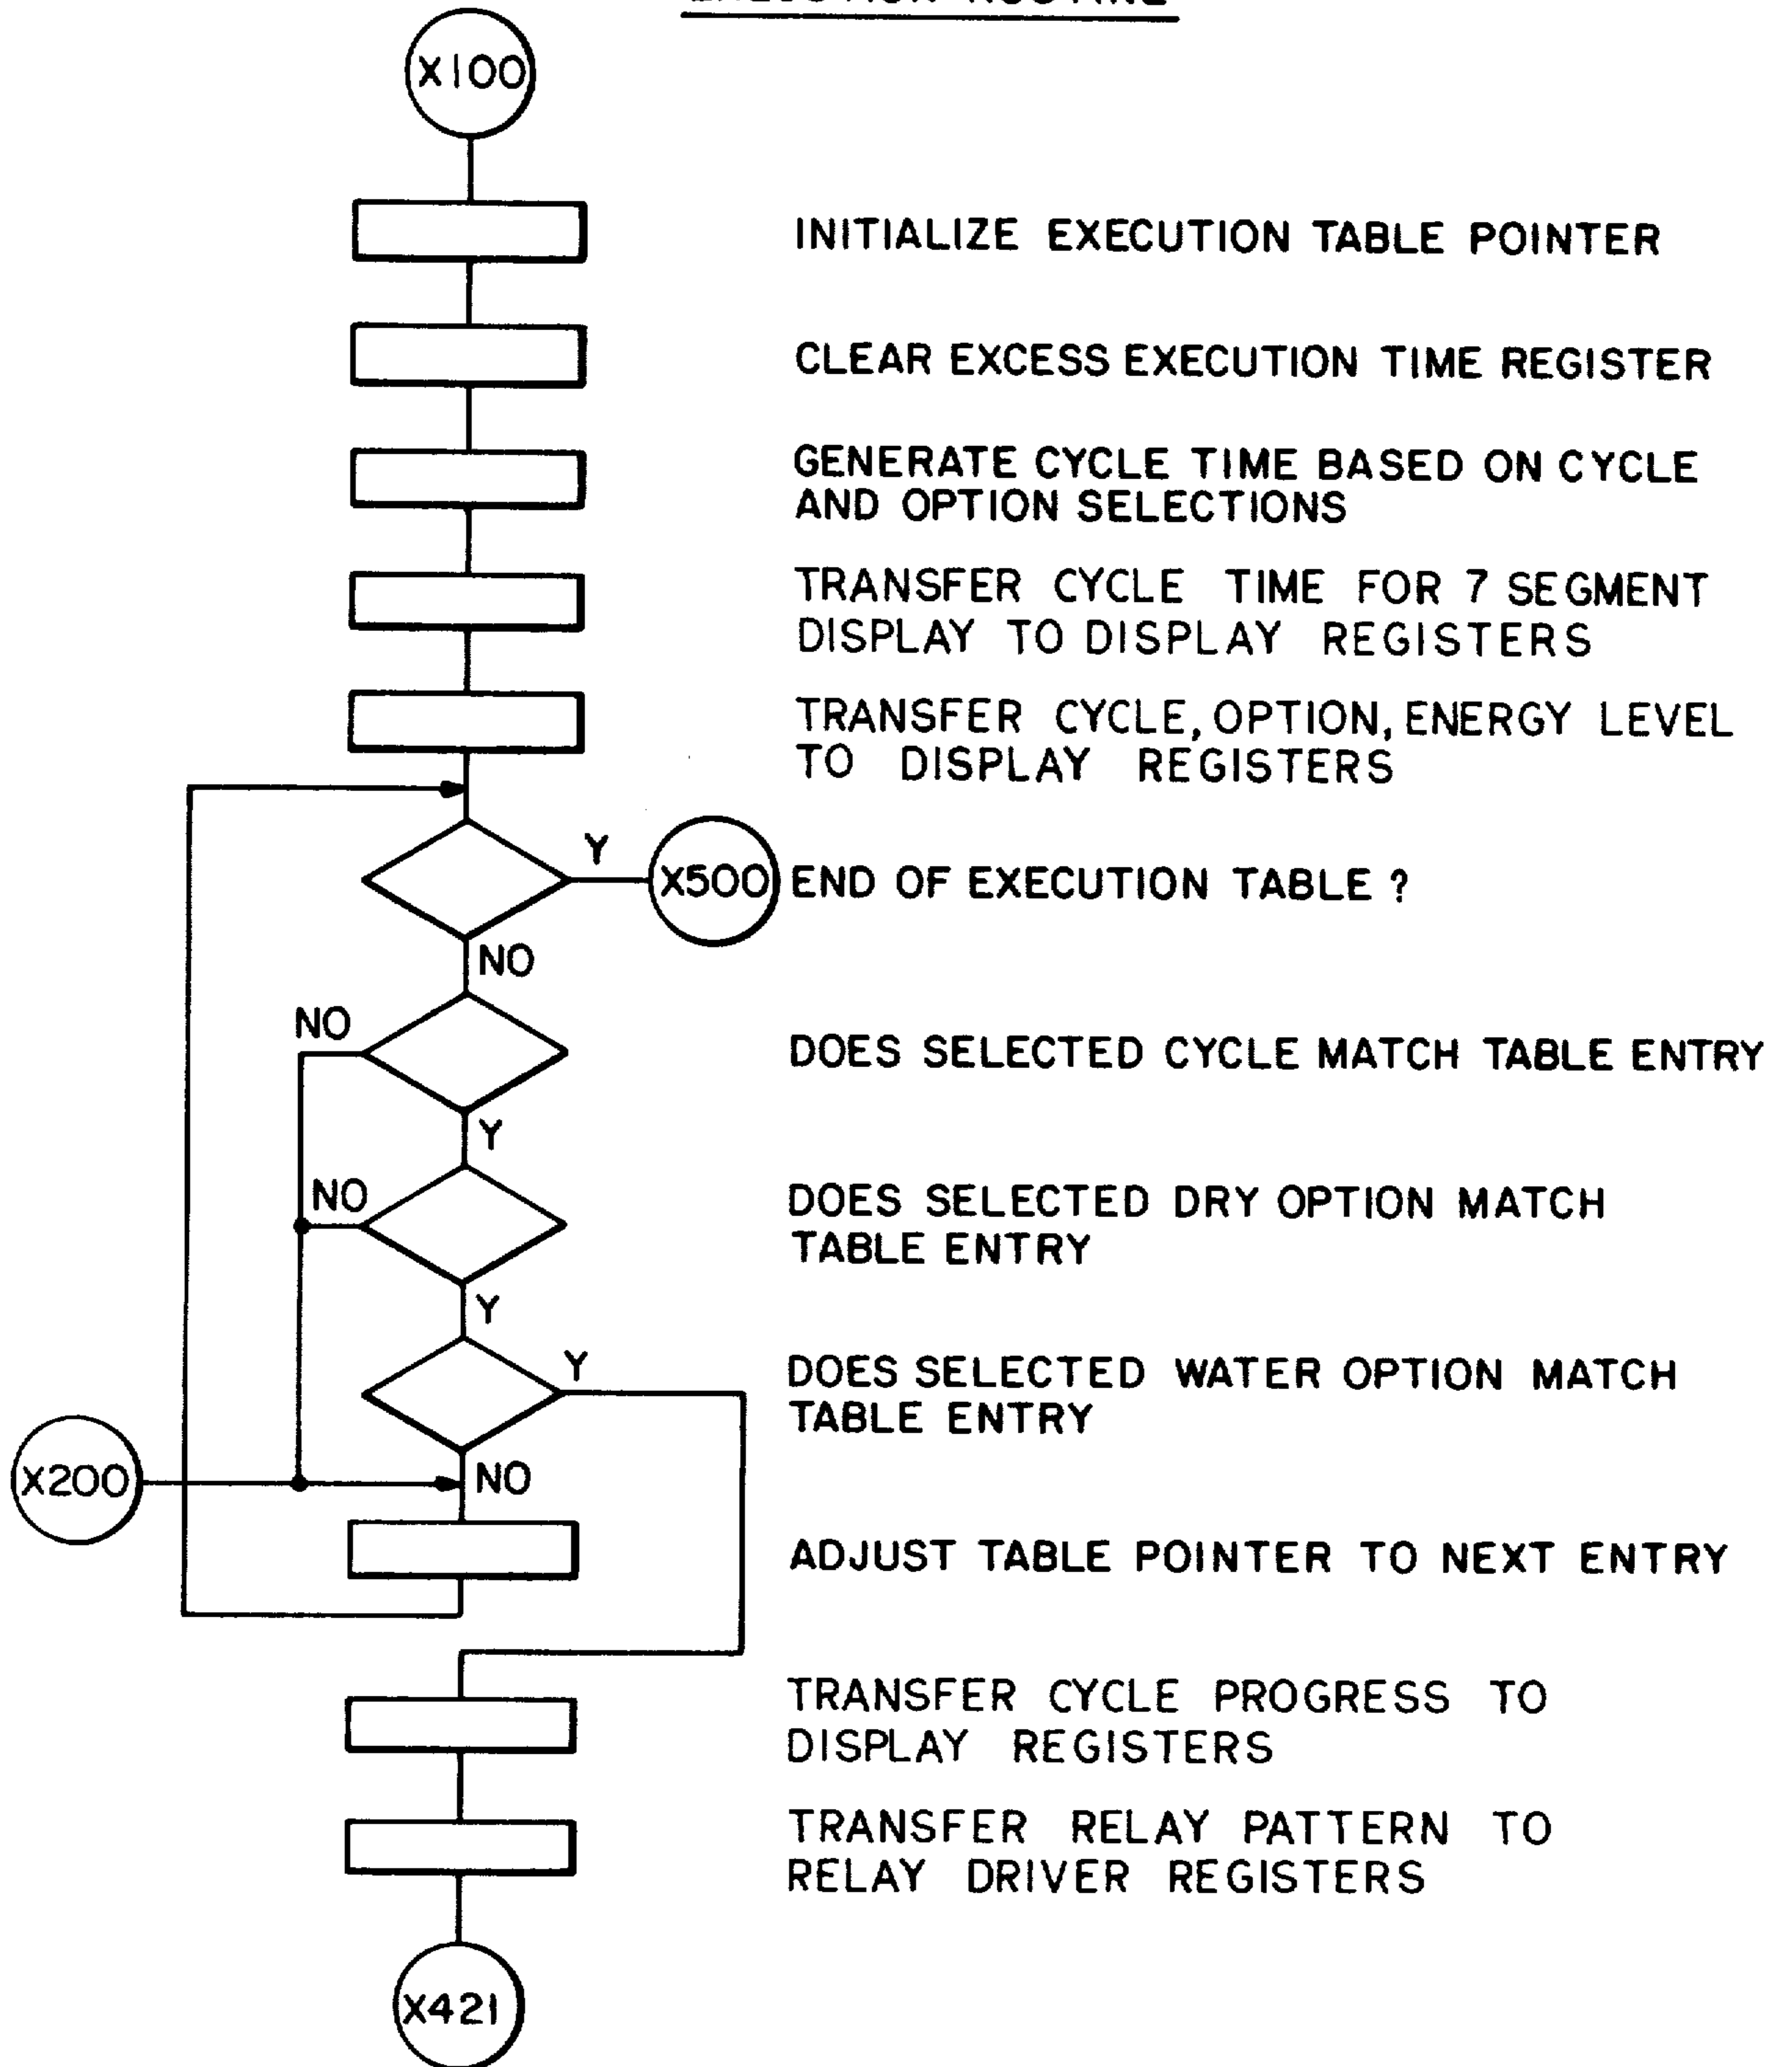 EXECUTION ROUTINE
X100
INITIALIZE EXECUTION TABLE POINTER
CLEAR EXCESS EXECUTION TIME REGISTER
GENERATE CYCLE TIME BASED ON CYCLE
AND OPTION SELECTIONS
TRANSFER CYCLE TIME FOR 7 SEGMENT
DISPLAY TO DISPLAY REGISTERS
TRANSFER CYCLE, OPTION, ENERGY LEVEL
TO DISPLAY REGISTERS
Y
X500
END OF EXECUTION TABLE ?
NO
NO
DOES SELECTED CYCLE MATCH TABLE ENTRY
Y
NO
DOES SELECTED DRY OPTION MATCH
TABLE ENTRY
Y
Y
DOES SELECTED WATER OPTION MATCH
TABLE ENTRY
X200
NO
ADJUST TABLE POINTER TO NEXT ENTRY
TRANSFER CYCLE PROGRESS TO
DISPLAY REGISTERS
TRANSFER RELAY PATTERN TO
RELAY DRIVER REGISTERS
X421